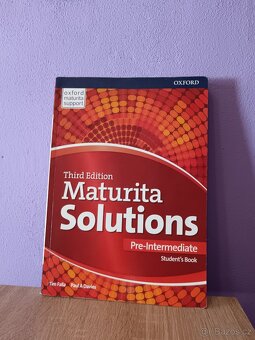 OXFORD
oxford
maturita
support
Third Edition
Maturita
Solutions
Pre-Intermediate
Student's Book
Tim Falla Paul A Davies